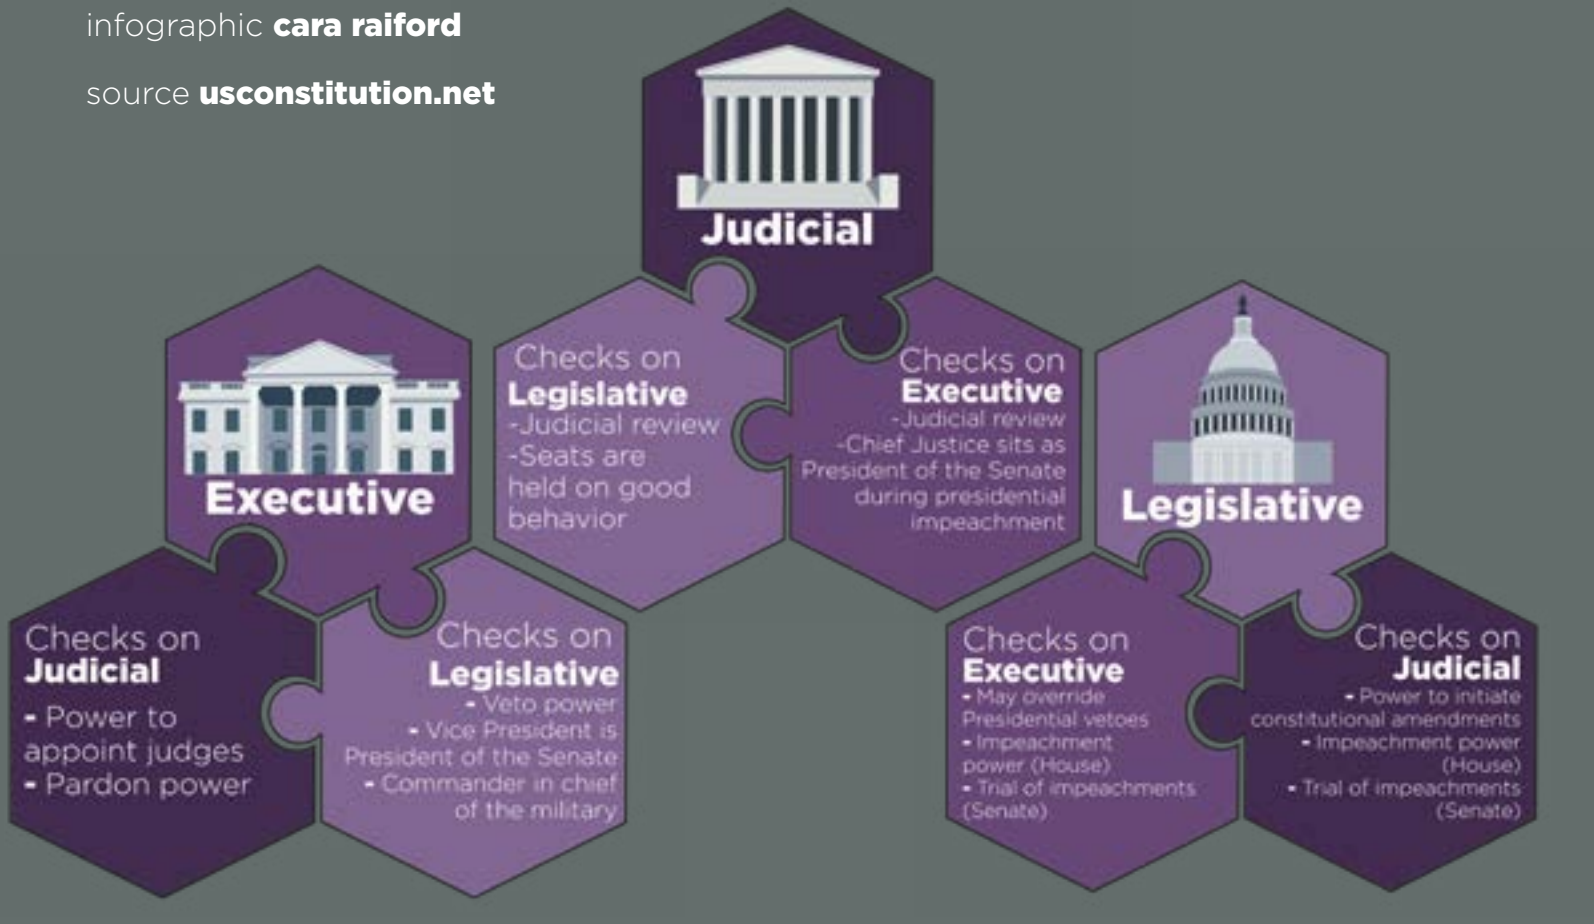 infographic cara raiford
source usconstitution.net
Judicial
Executive
Checks on
Legislative
-Judicial review
-Seats are
held on good
behavior
Checks on
Executive
-Judicial review
-Chief Justice sits as
President of the Senate
during presidential
impeachment
Legislative
Checks on
Judicial
- Power to
appoint judges
- Pardon power
Checks on
Legislative
- Veto power
- Vice President is
President of the Senate
- Commander in chief
of the military
Checks on
Executive
- May override
Presidential vetoes
- Impeachment
power (House)
- Trial of impeachments
(Senate)
Checks on
Judicial
- Power to initiate
constitutional amendments
- Impeachment power
(House)
- Trial of impeachments
(Senate)